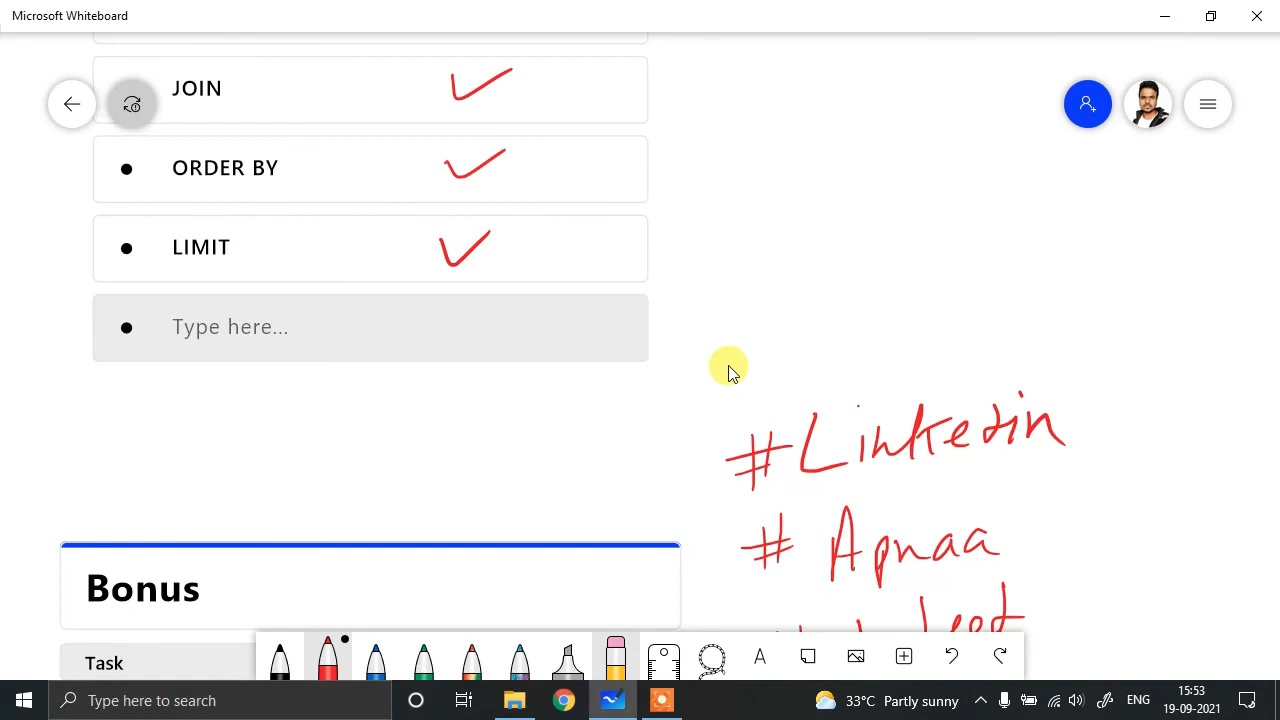 Microsoft Whiteboard
JOIN
ORDER BY
LIMIT
Type here...
#Linkedin
# Apnaa
Bonus
Task
A
Type here to search
33°C Partly sunny
ENG
15:53
19-09-2021